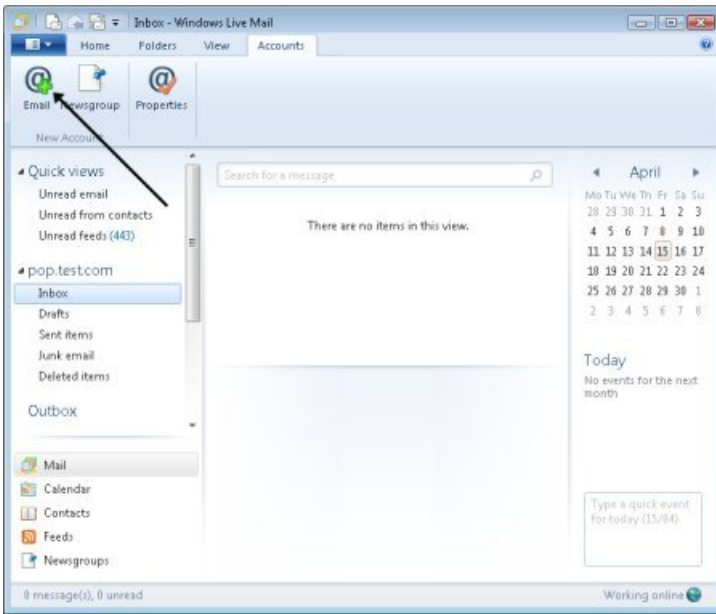 Inbox - Windows Live Mail
Home Folders View Accounts
Email Newsgroup Properties
New Account
Quick views
Unread email
Unread from contacts
Unread feeds (443)
pop.test.com
Inbox
Drafts
Sent items
Junk email
Deleted items
Outbox
Mail
Calendar
Contacts
Feeds
Newsgroups
Search for a message
There are no items in this view.
April
Mo Tu We Th Fr Sa Su
28 29 30 31 1 2 3
4 5 6 7 8 9 10
11 12 13 14 15 16 17
18 19 20 21 22 23 24
25 26 27 28 29 30 1
2 3 4 5 6 7 8
Today
No events for the next
month
Type a quick event
for today (15/04)
0 message(s), 0 unread
Working online